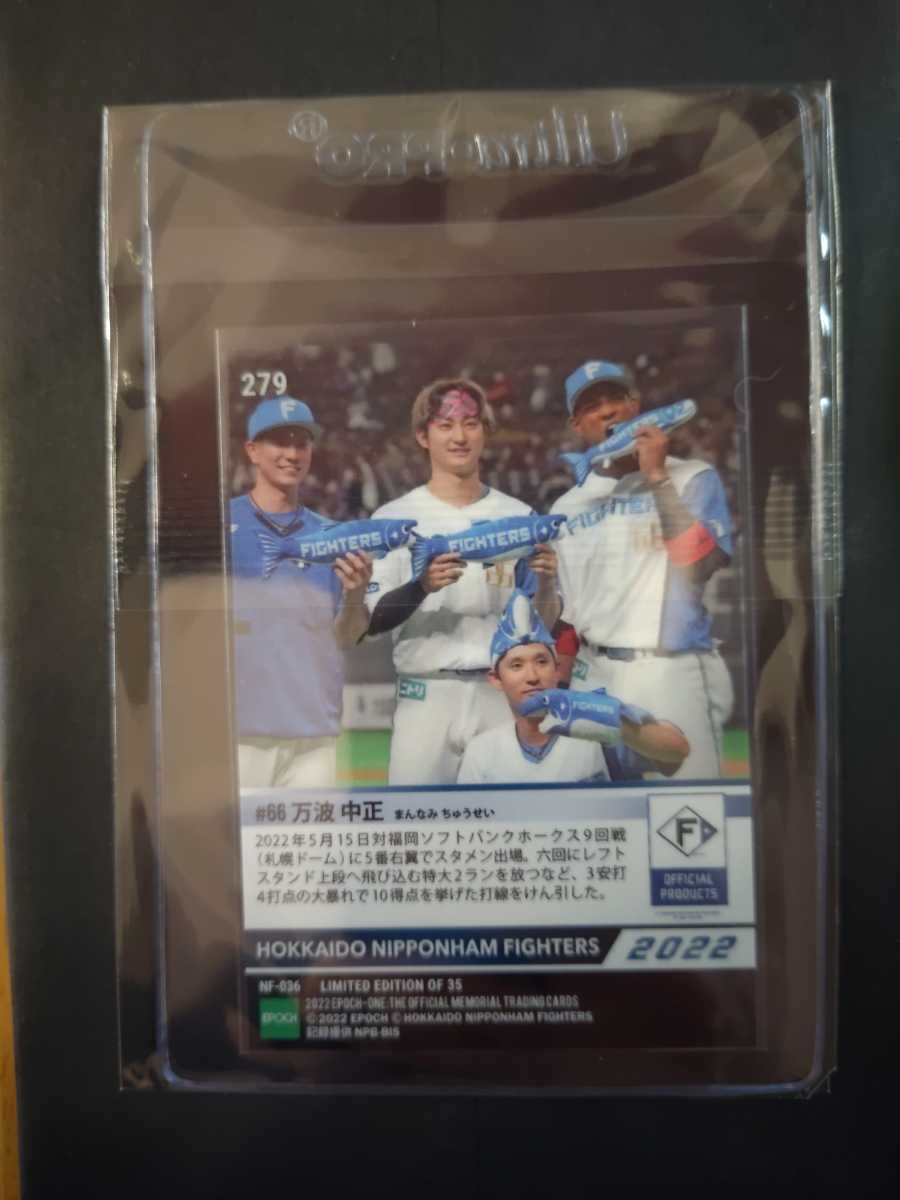 UltraPRO®
279
F
F
FIGHTERS
FIGHTERS
FIGHTERS
FIGHTERS
FIGHTERS
ニトリ
#66 万波 中正 まんなみ ちゅうせい
2022年5月15日対福岡ソフトバンクホークス9回戦
(札幌ドーム)に5番右翼でスタメン出場。六回にレフト
スタンド上段へ飛び込む特大2ランを放つなど、3安打
4打点の大暴れで10得点を挙げた打線をけん引した。
F
OFFICIAL
PRODUCTS
HOKKAIDO NIPPONHAM FIGHTERS 2022
NF-036 LIMITED EDITION OF 35
EPOCH
2022 EPOCH-ONE. THE OFFICIAL MEMORIAL TRADING CARDS
©2022 EPOCH ©HOKKAIDO NIPPONHAM FIGHTERS
記録提供 NPB-BIS